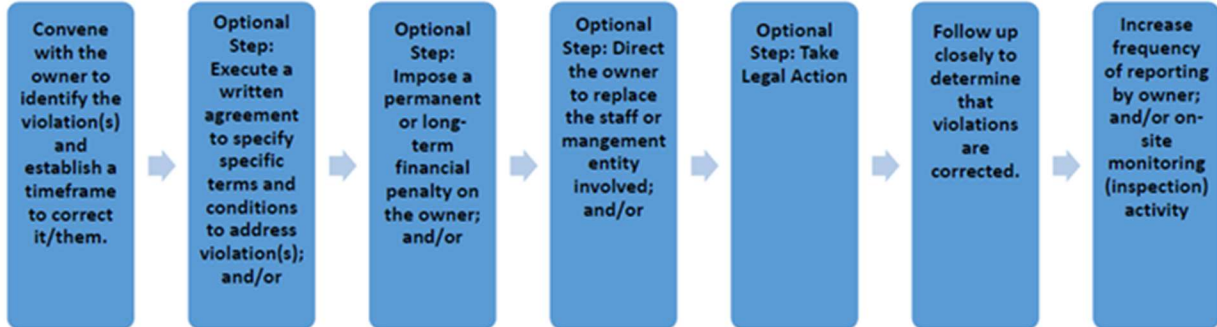 Convene
with the
owner to
identify the
violation(s)
and
establish a
timeframe
to correct
it/them.
Optional
Step:
Execute a
written
agreement
to specify
specific
terms and
conditions
to address
violation(s);
and/or
Optional
Step:
Impose a
permanent
or long-
term
financial
penalty on
the owner;
and/or
Optional
Step: Direct
the owner
to replace
the staff or
mangement
entity
involved;
and/or
Optional
Step: Take
Legal Action
Follow up
closely to
determine
that
violations
are
corrected.
Increase
frequency
of reporting
by owner;
and/or on-
site
monitoring
(inspection)
activity